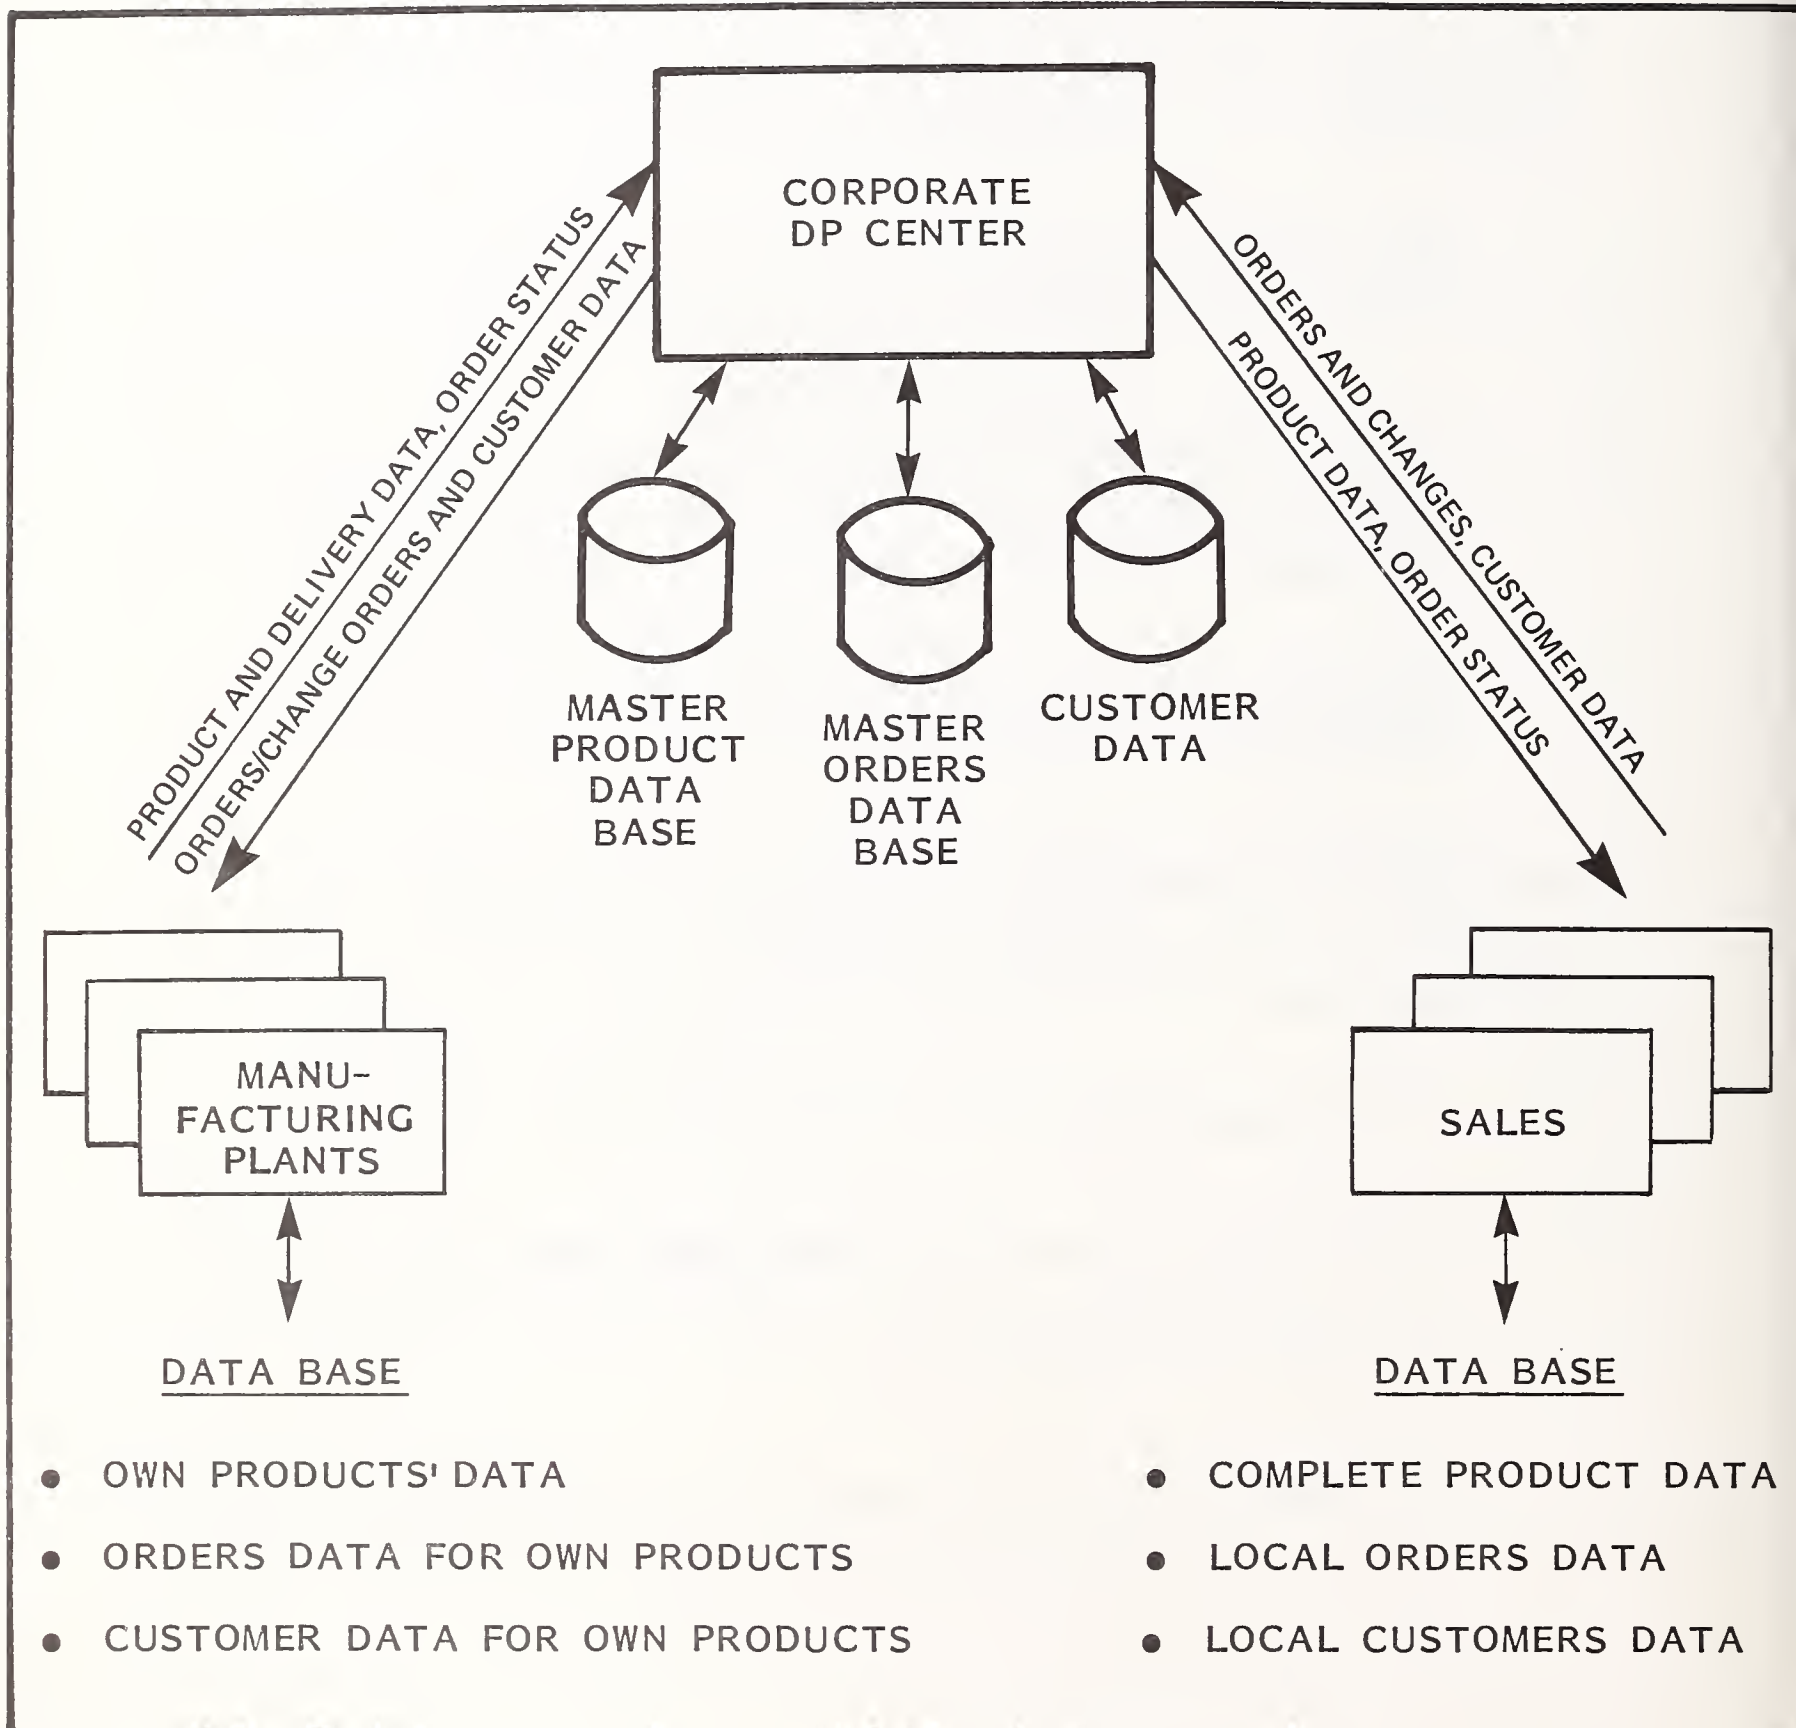 CORPORATE
DP CENTER
PRODUCT AND DELIVERY DATA, ORDER STATUS
ORDERS/CHANGE ORDERS AND CUSTOMER DATA
ORDERS AND CHANGES, CUSTOMER DATA
PRODUCT DATA, ORDER STATUS
MASTER
PRODUCT
DATA
BASE
MASTER
ORDERS
DATA
BASE
CUSTOMER
DATA
MANU-
FACTURING
PLANTS
SALES
DATA BASE
• OWN PRODUCTS' DATA
• ORDERS DATA FOR OWN PRODUCTS
• CUSTOMER DATA FOR OWN PRODUCTS
DATA BASE
• COMPLETE PRODUCT DATA
• LOCAL ORDERS DATA
• LOCAL CUSTOMERS DATA